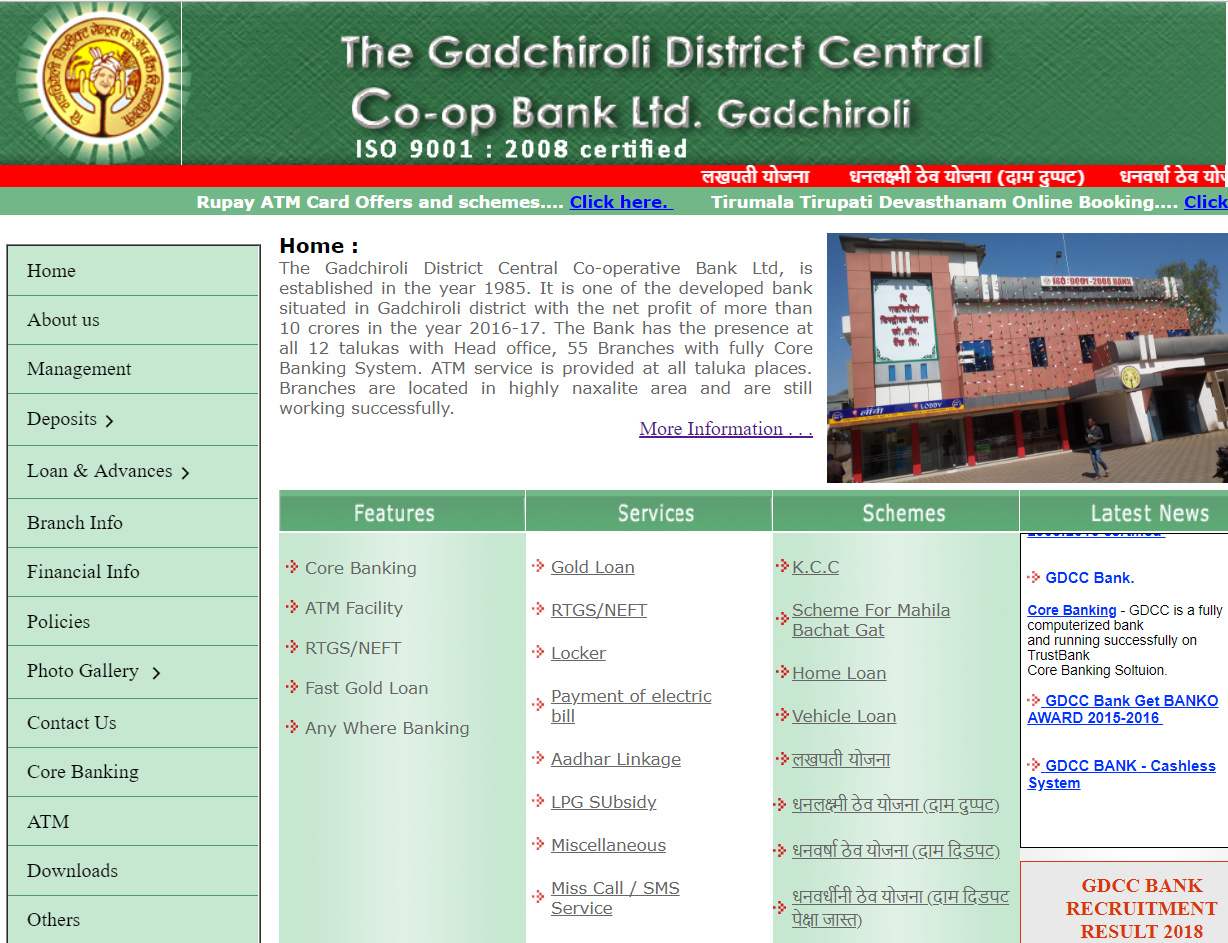 The Gadchiroli District Central
Co-op Bank Ltd. Gadchiroli
ISO 9001 : 2008 certified
लखपती योजना धनलक्ष्मी ठेव योजना (दाम दुप्पट) धनवर्षा ठेव
Rupay ATM Card Offers and schemes.... Click here. Tirumala Tirupati Devasthanam Online Booking.... Click
Home
About us
Management
Deposits
Loan & Advances
Branch Info
Financial Info
Policies
Photo Gallery
Contact Us
Core Banking
ATM
Downloads
Others
Home :
The Gadchiroli District Central Co-operative Bank Ltd, is
established in the year 1985. It is one of the developed bank
situated in Gadchiroli district with the net profit of more than
10 crores in the year 2016-17. The Bank has the presence at
all 12 talukas with Head office, 55 Branches with fully Core
Banking System. ATM service is provided at all taluka places.
Branches are located in highly naxalite area and are still
working successfully.
More Information . . .
ISO:9001-2008 BANK
दि
गडचिरोली
डिस्ट्रीक्ट सेन्ट्रल
को.ऑप.
बँक लि.
LOBBY
Features
Core Banking
ATM Facility
RTGS/NEFT
Fast Gold Loan
Any Where Banking
Services
Gold Loan
RTGS/NEFT
Locker
Payment of electric
bill
Aadhar Linkage
LPG SUbsidy
Miscellaneous
Miss Call / SMS
Service
Schemes
K.C.C
Scheme For Mahila
Bachat Gat
Home Loan
Vehicle Loan
लखपती योजना
धनलक्ष्मी ठेव योजना (दाम दुप्पट)
धनवर्षा ठेव योजना (दाम दिडपट)
धनवर्धीनी ठेव योजना (दाम दिडपट
पेक्षा जास्त)
Latest News
GDCC Bank.
Core Banking - GDCC is a fully
computerized bank
and running successfully on
TrustBank
Core Banking Soltuion.
GDCC Bank Get BANKO
AWARD 2015-2016
GDCC BANK - Cashless
System
GDCC BANK
RECRUITMENT
RESULT 2018